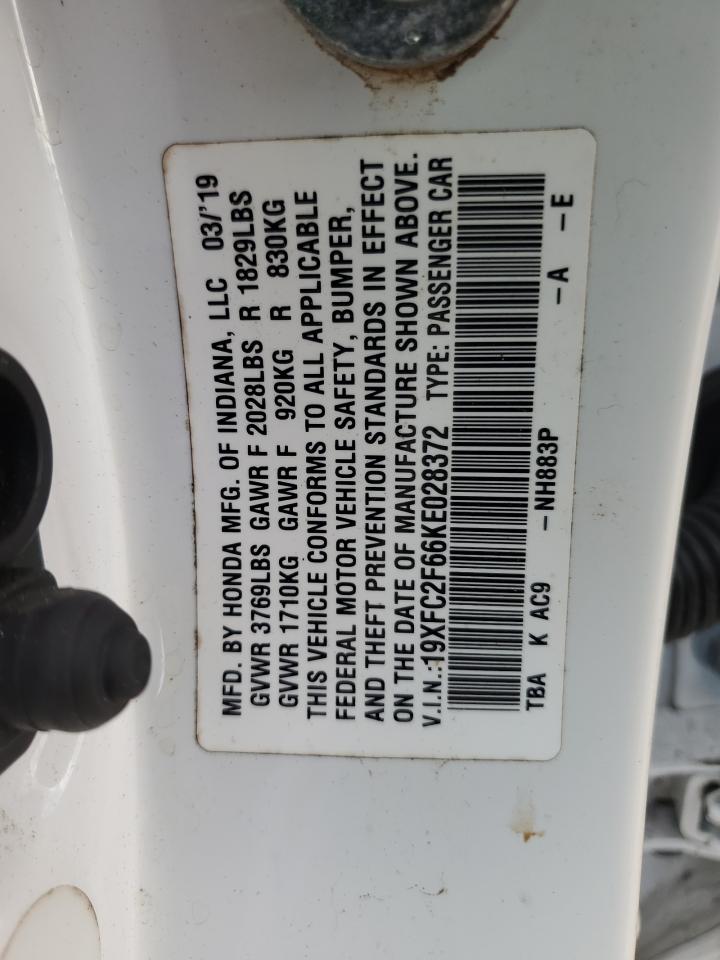 MFD. BY HONDA MFG. OF INDIANA, LLC 03/'19
GVWR 3769LBS GAWR F 2028LBS R 1829LBS
GVWR 1710KG GAWR F 920KG R 830KG
THIS VEHICLE CONFORMS TO ALL APPLICABLE
FEDERAL MOTOR VEHICLE SAFETY, BUMPER,
AND THEFT PREVENTION STANDARDS IN EFFECT
ON THE DATE OF MANUFACTURE SHOWN ABOVE.
V.I.N.:19XFC2F66KE028372 TYPE: PASSENGER CAR
TBA K AC9 -NH883P -A -E